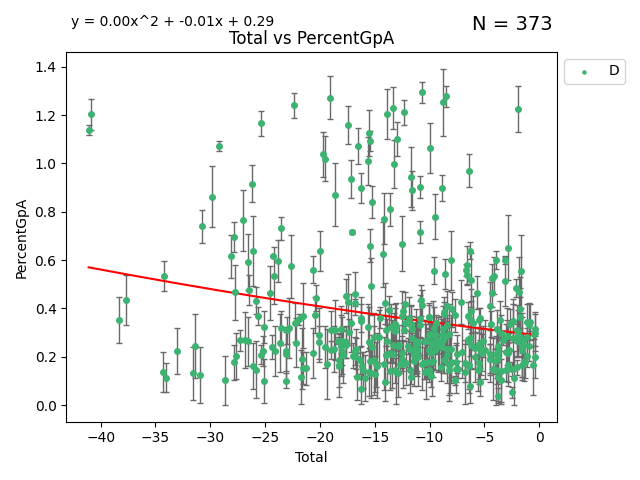 y = 0.00x^2 + -0.01x + 0.29
N = 373
Total vs PercentGpA
D
PercentGpA
1.4
1.2
1.0
0.8
0.6
0.4
0.2
0.0
−40 −35 −30 −25 −20 −15 −10 −5 0
Total